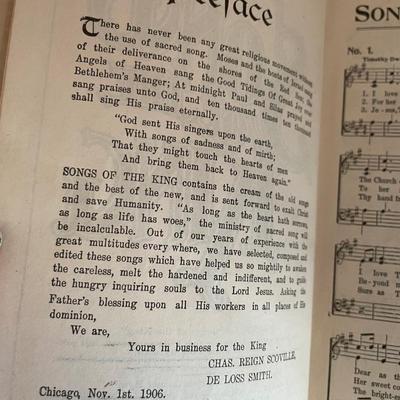 Preface
There has never been any great religious movement without
the use of sacred song. Moses and the hosts of Israel sang
of their deliverance on the shores of the Red Sea; the
Angels of Heaven sang the Good Tidings Of Great Joy over
Bethlehem's Manger; At midnight Paul and Silas prayed and
sang praises unto God, and ten thousand times ten thousand
shall sing His praise eternally.
"God sent His singers upon the earth,
With songs of sadness and of mirth;
That they might touch the hearts of men
And bring them back to Heaven again."
SONGS OF THE KING contains the cream of the old songs
and the best of the new, and is sent forth to exalt Christ
and save Humanity. "As long as the heart hath sorrows,
as long as life has woes," the ministry of sacred song will
be incalculable. Out of our years of experience with the
great multitudes every where, we have selected, composed and
edited these songs which have helped us so mightily to awaken
the careless, melt the hardened and indifferent, and to guide
the hungry inquiring souls to the Lord Jesus. Asking the
Father's blessing upon all His workers in all places of His
dominion,
We are,
Yours in business for the King
CHAS. REIGN SCOVILLE,
DE LOSS SMITH.
Chicago, Nov. 1st. 1906.
SON
No. 1.
Timothy Dw
1. I love
2. For her
3. Je-sus,
The Church
To her
Thy hand f
I love T
Be-yond m
Sure as T
Dear as
Her sweet co
The bright-e